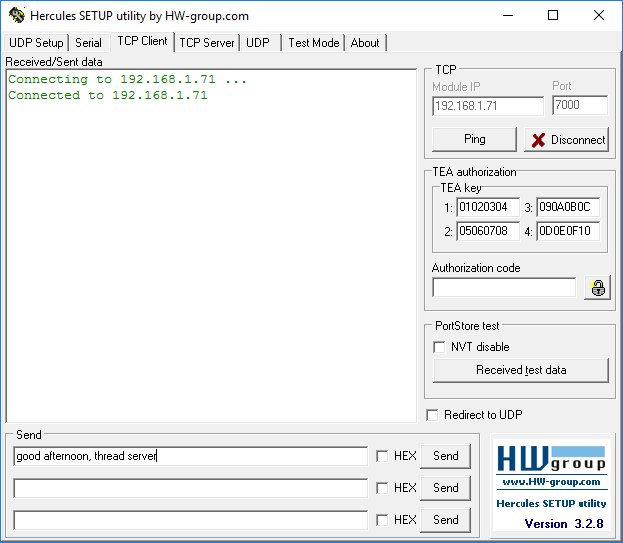 Hercules SETUP utility by HW-group.com
UDP Setup Serial TCP Client TCP Server UDP Test Mode About
Received/Sent data
Connecting to 192.168.1.71 ...
Connected to 192.168.1.71
TCP
Module IP Port
192.168.1.71 7000
Ping Disconnect
TEA authorization
TEA key
1: 01020304 3: 090A0B0C
2: 05060708 4: 0D0E0F10
Authorization code
PortStore test
NVT disable
Received test data
Redirect to UDP
Send
good afternoon, thread server HEX Send
HEX Send
HEX Send
HW group
www.HW-group.com
Hercules SETUP utility
Version 3.2.8